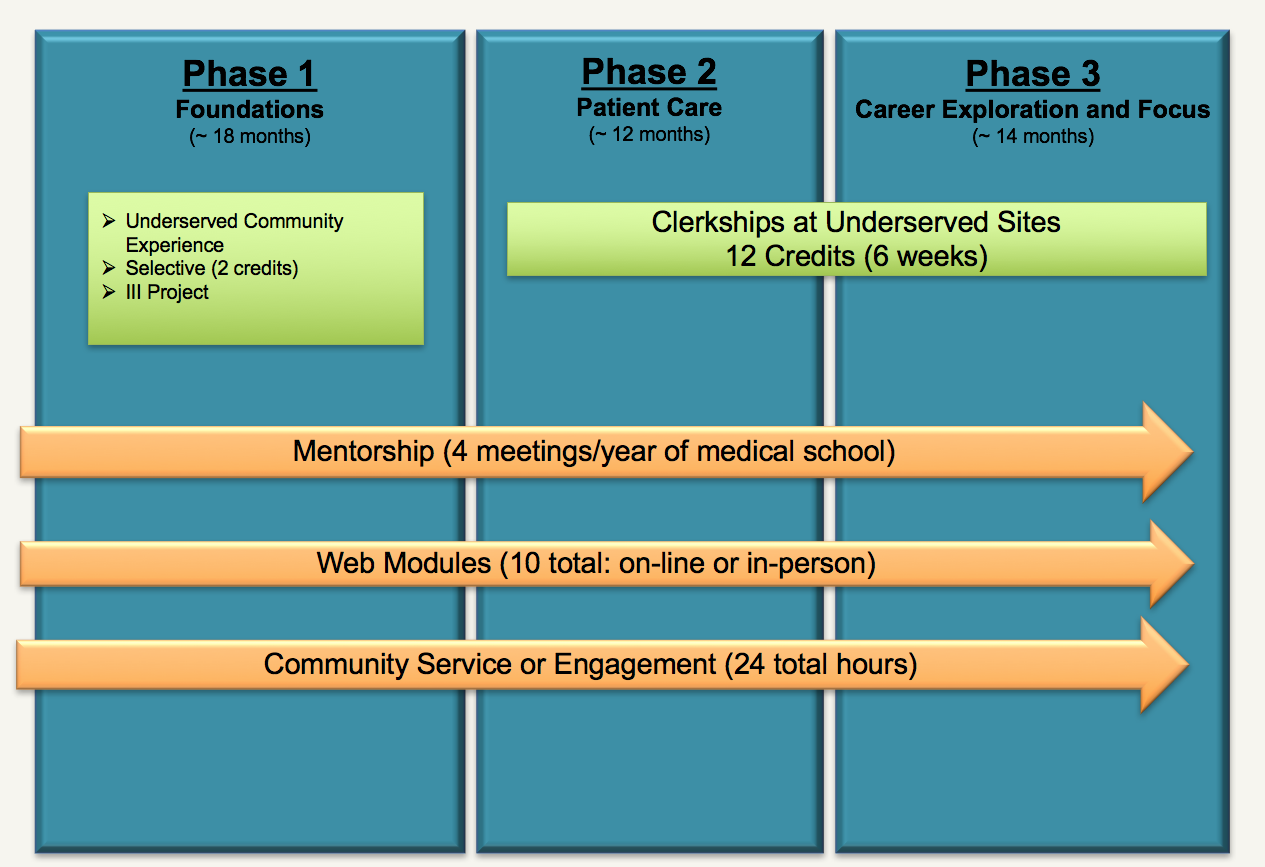 Phase 1
Foundations
(~ 18 months)
Phase 2
Patient Care
(~ 12 months)
Phase 3
Career Exploration and Focus
(~ 14 months)
➢ Underserved Community
Experience
➢ Selective (2 credits)
➢ III Project
Clerkships at Underserved Sites
12 Credits (6 weeks)
Mentorship (4 meetings/year of medical school)
Web Modules (10 total: on-line or in-person)
Community Service or Engagement (24 total hours)